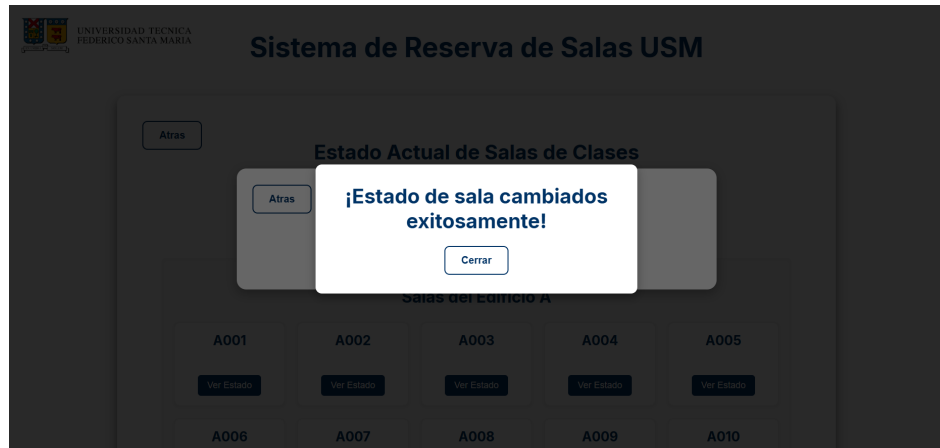 UNIVERSIDAD TECNICA
FEDERICO SANTA MARIA
Sistema de Reserva de Salas USM
Atras
Estado Actual de Salas de Clases
Atras
¡Estado de sala cambiados
exitosamente!
Cerrar
Salas del Edificio A
A001 A002 A003 A004 A005
Ver Estado Ver Estado Ver Estado Ver Estado Ver Estado
A006 A007 A008 A009 A010